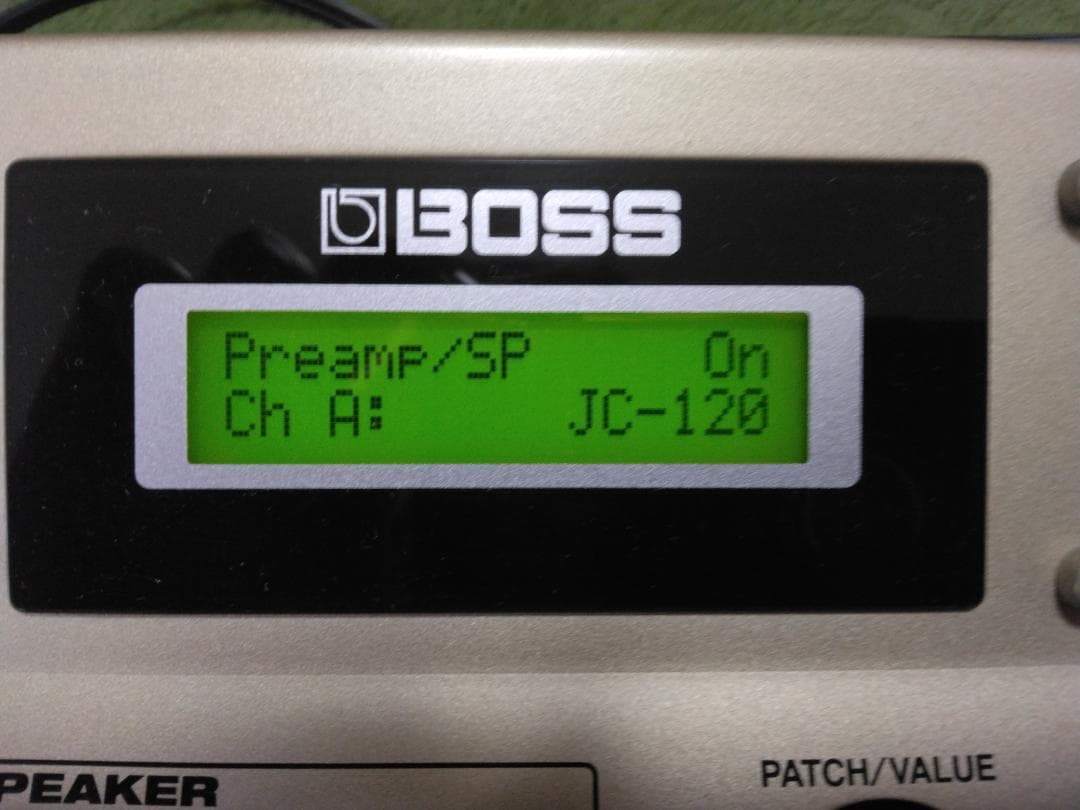 BOSS
Preamp/SP On
Ch A: JC-120
PEAKER
PATCH/VALUE